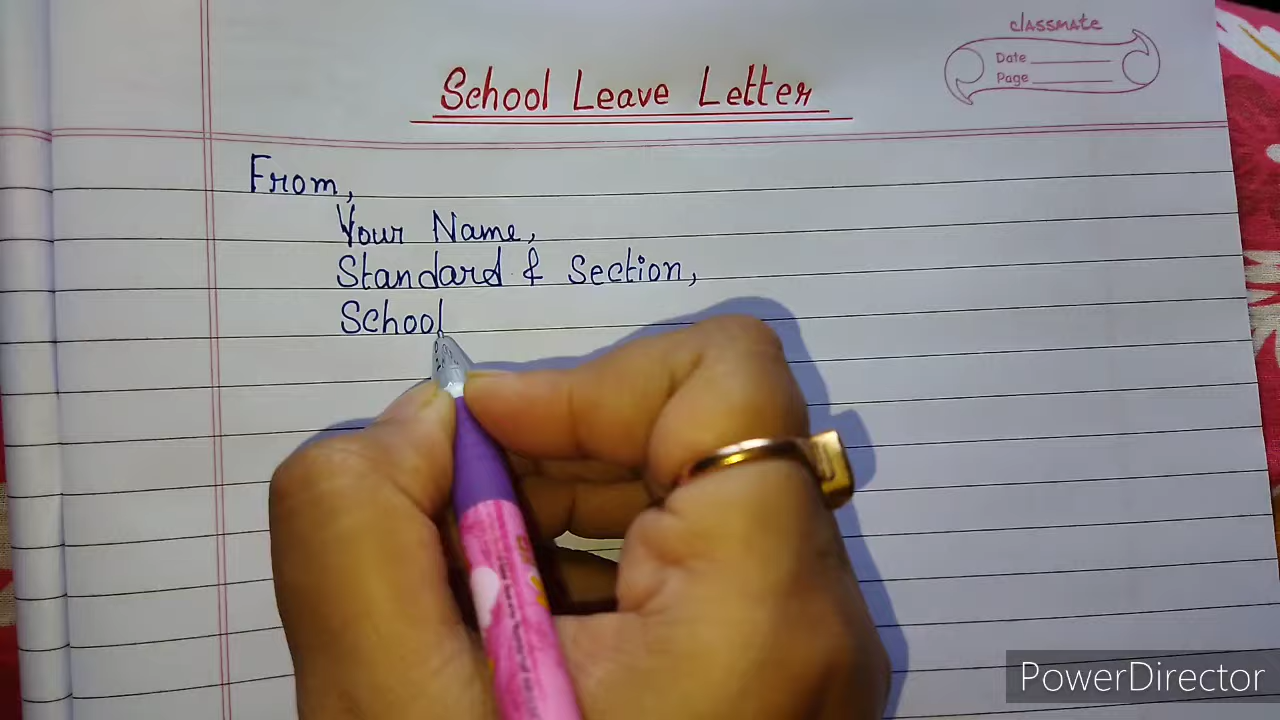 classmate
Date
Page
School Leave Letter
From,
Your Name,
Standard & Section,
School
PowerDirector